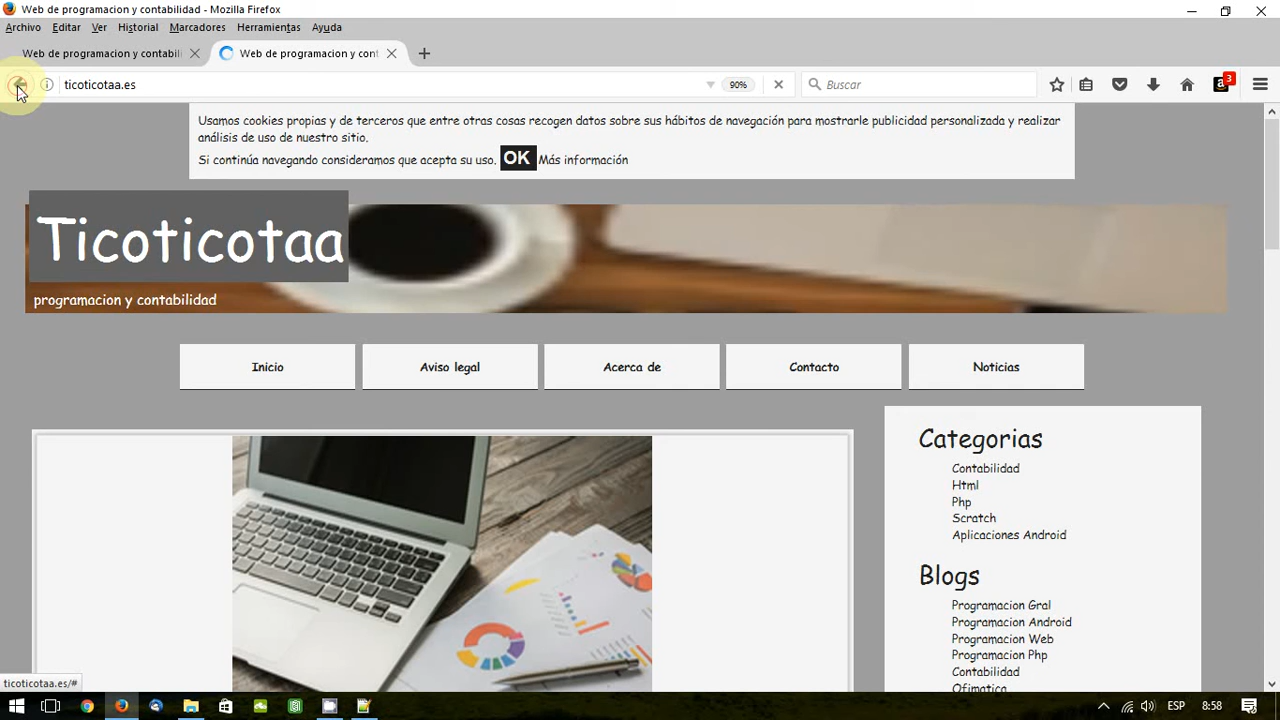 Web de programacion y contabilidad - Mozilla Firefox
Archivo Editar Ver Historial Marcadores Herramientas Ayuda
Web de programacion y contabili
Web de programacion y cont
ticoticotaa.es
90%
Buscar
3
Usamos cookies propias y de terceros que entre otras cosas recogen datos sobre sus hábitos de navegación para mostrarle publicidad personalizada y realizar
análisis de uso de nuestro sitio.
Si continúa navegando consideramos que acepta su uso. OK Más información
Ticoticotaa
programacion y contabilidad
Inicio
Aviso legal
Acerca de
Contacto
Noticias
Categorias
Contabilidad
Html
Php
Scratch
Aplicaciones Android
Blogs
Programacion Gral
Programacion Android
Programacion Web
Programacion Php
Contabilidad
Ofimatica
ticoticotaa.es/#
ESP
8:58